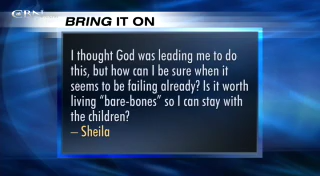 CBN
BRING IT ON
I thought God was leading me to do
this, but how can I be sure when it
seems to be failing already? Is it worth
living “bare-bones” so I can stay with
the children?
– Sheila